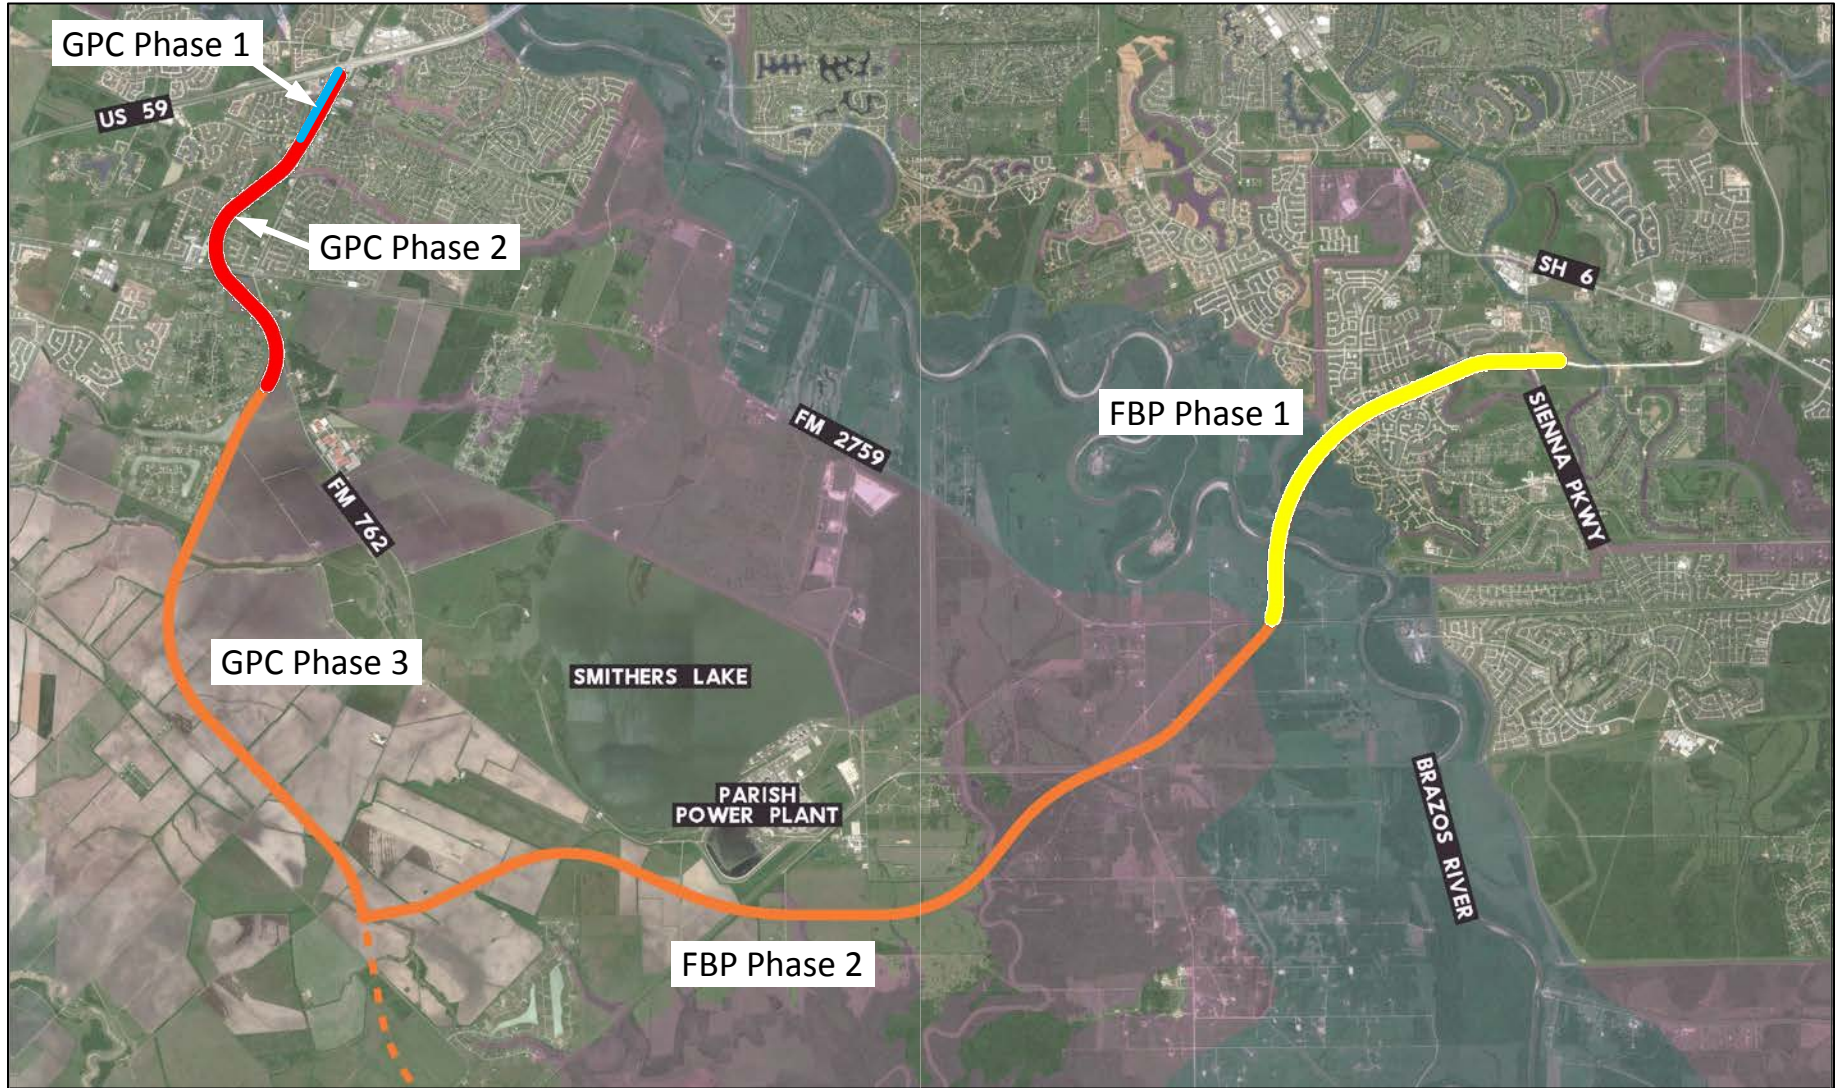 GPC Phase 1
US 59
GPC Phase 2
SH 6
FBP Phase 1
FM 2759
SIENNA PKWY
FM 762
GPC Phase 3
SMITHERS LAKE
PARISH
POWER PLANT
BRAZOS RIVER
FBP Phase 2